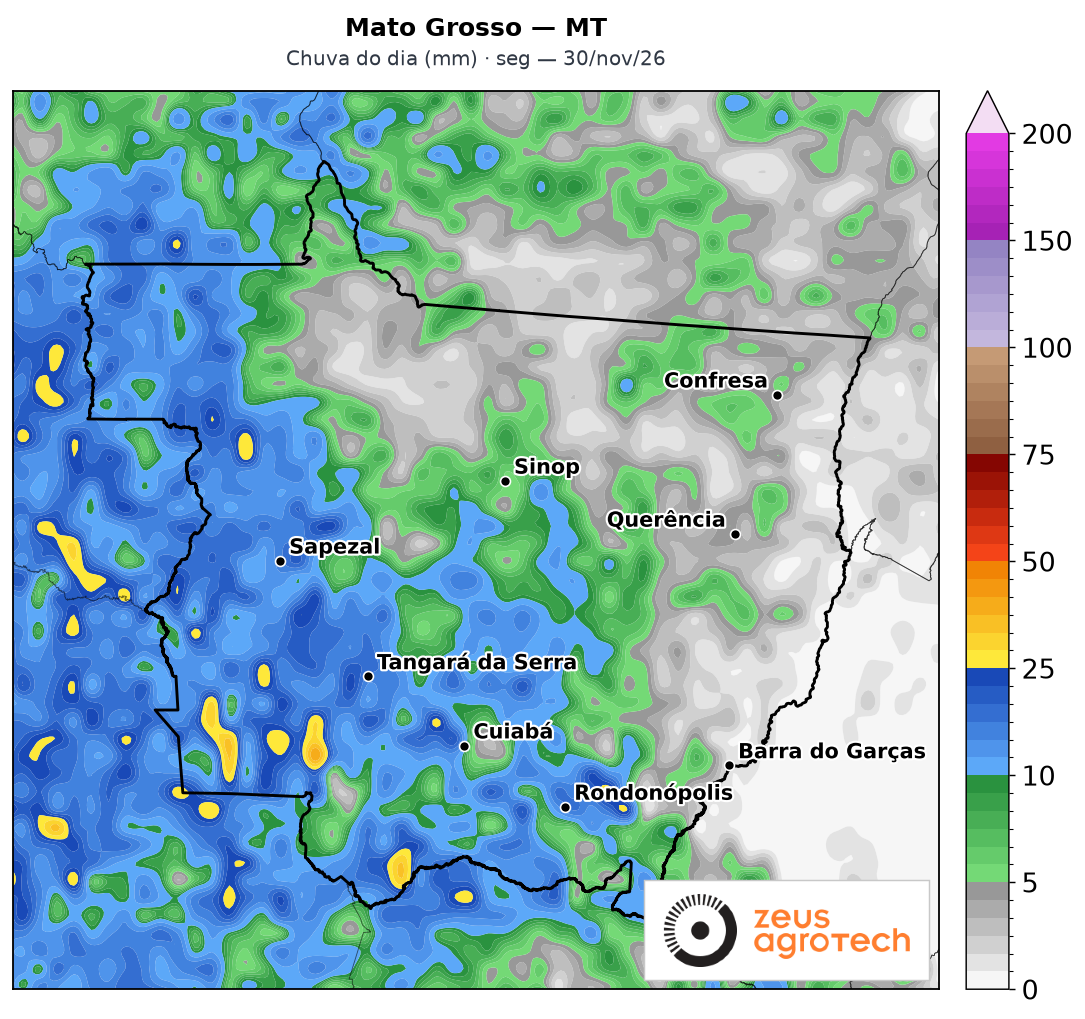 Mato Grosso — MT
Chuva do dia (mm) · seg — 30/nov/26
200
150
100
75
50
25
10
5
0
Confresa
Sinop
Querência
Sapezal
Tangará da Serra
Cuiabá
Barra do Garças
Rondonópolis
zeus
agrotech